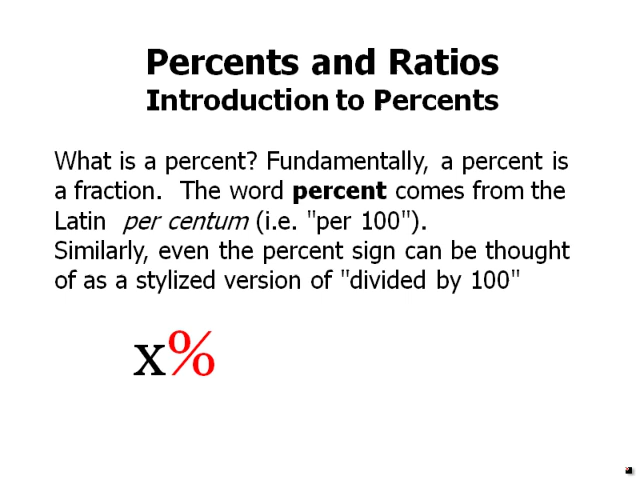 Percents and Ratios
Introduction to Percents
What is a percent? Fundamentally, a percent is
a fraction.  The word percent comes from the
Latin  per centum (i.e. "per 100").
Similarly, even the percent sign can be thought
of as a stylized version of "divided by 100"
x%